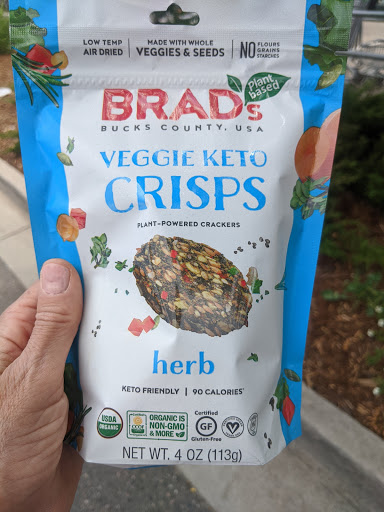 LOW TEMP
AIR DRIED
MADE WITH WHOLE
VEGGIES & SEEDS
NO FLOURS
GRAINS
STARCHES
BRAD's
plant
based
BUCKS COUNTY, USA
VEGGIE KETO
CRISPS
PLANT-POWERED CRACKERS
herb
KETO FRIENDLY | 90 CALORIES
USDA
ORGANIC
ORGANIC IS
NON-GMO
& MORE
Certified
GF
Gluten-Free
NET WT. 4 OZ (113g)